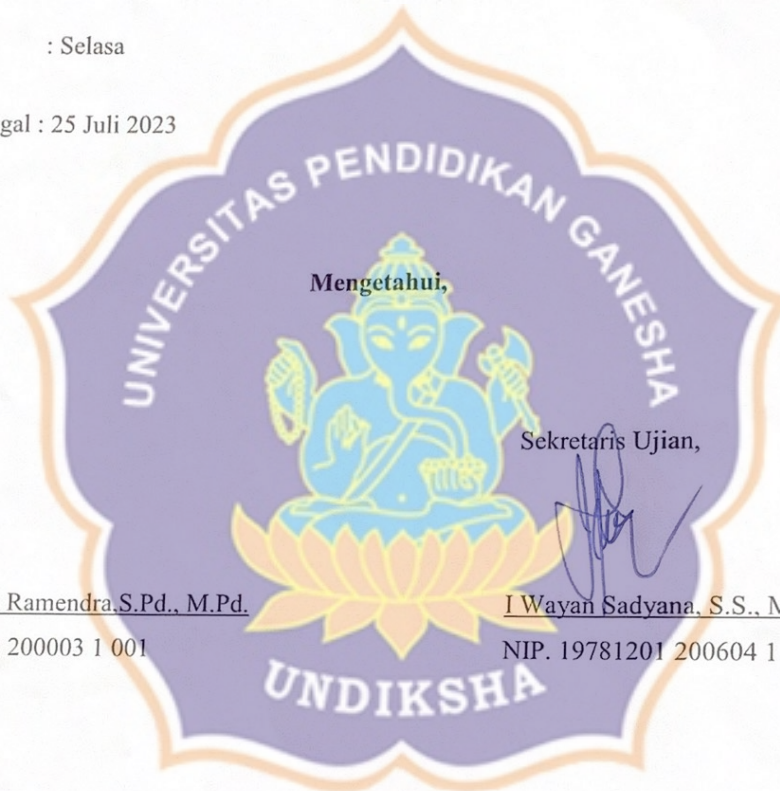 : Selasa
gal : 25 Juli 2023
UNIVERSITAS PENDIDIKAN GANESHA
Mengetahui,
Sekretaris Ujian,
Ramendra,S.Pd., M.Pd.
I Wayan Sadyana, S.S., M
200003 1 001
NIP. 19781201 200604 1
UNDIKSHA